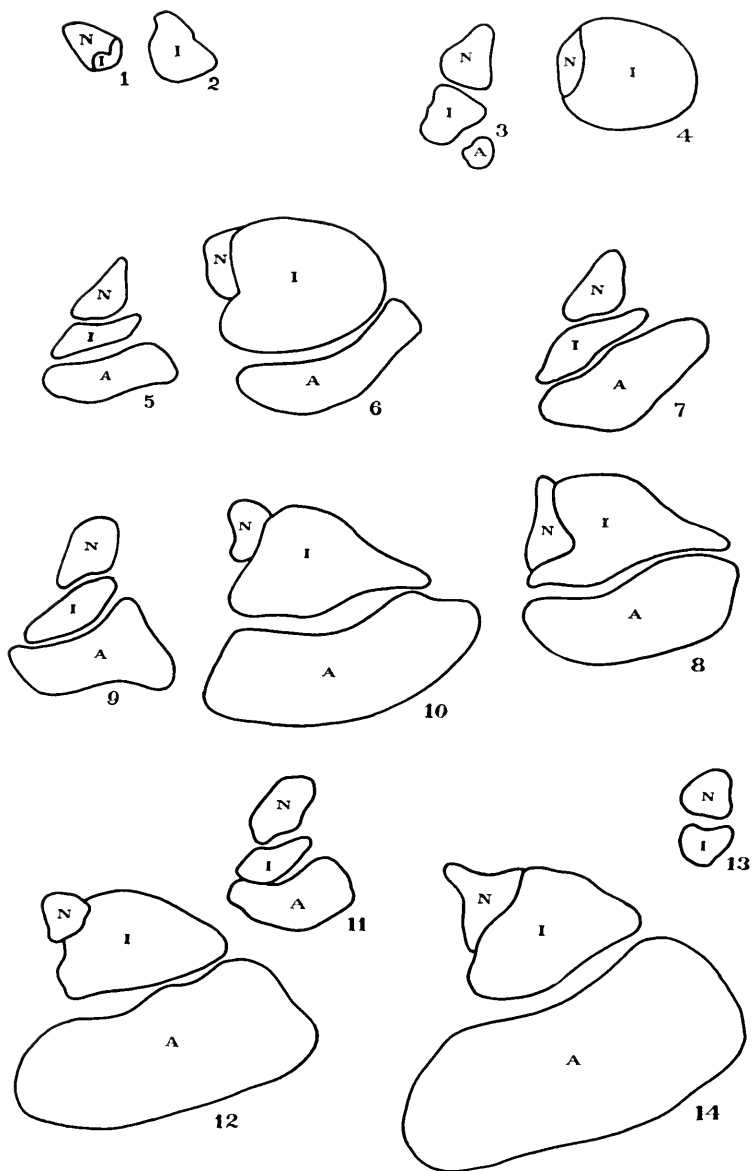 N I 1
I 2
N I A 3
N I 4
N I A 5
N I A 6
N I A 7
N I A 9
N I A 10
N I A 8
N I A 11
N I 13
N I A 12
N I A 14